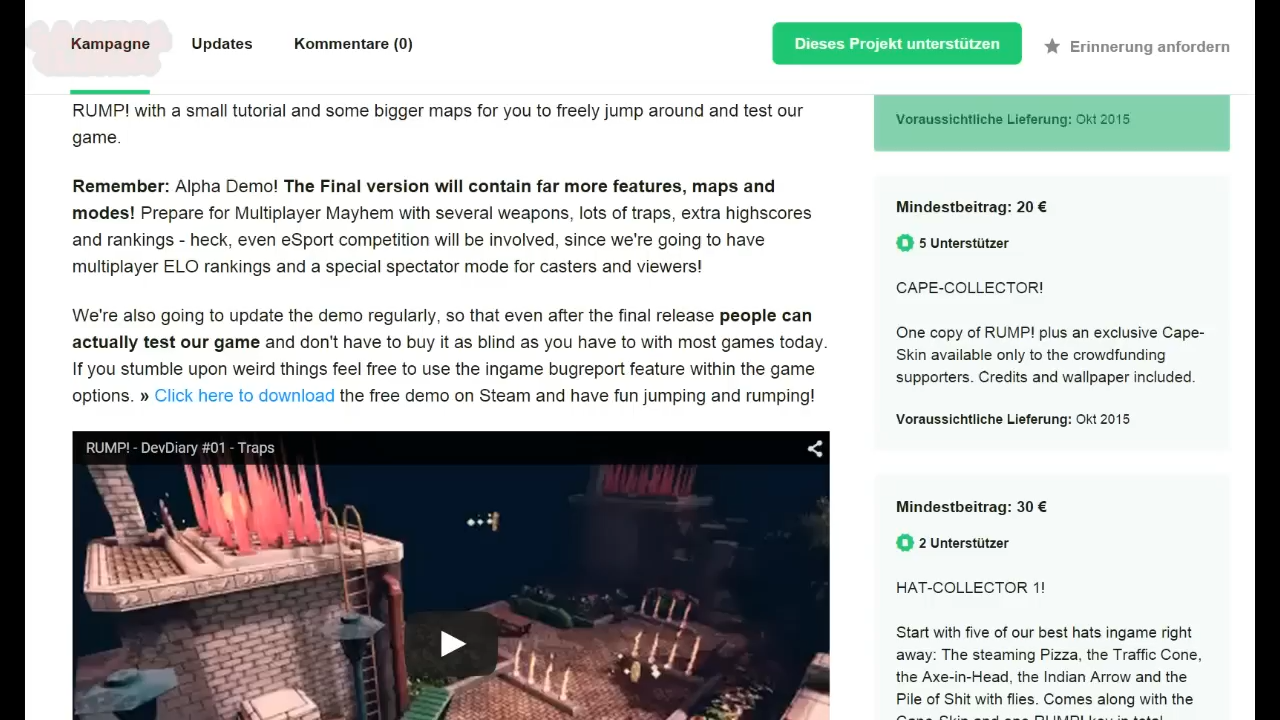 Kampagne Updates Kommentare (0) Dieses Projekt unterstützen Erinnerung anfordern
RUMP! with a small tutorial and some bigger maps for you to freely jump around and test our
game.
Remember: Alpha Demo! The Final version will contain far more features, maps and
modes! Prepare for Multiplayer Mayhem with several weapons, lots of traps, extra highscores
and rankings - heck, even eSport competition will be involved, since we're going to have
multiplayer ELO rankings and a special spectator mode for casters and viewers!
We're also going to update the demo regularly, so that even after the final release people can
actually test our game and don't have to buy it as blind as you have to with most games today.
If you stumble upon weird things feel free to use the ingame bugreport feature within the game
options. » Click here to download the free demo on Steam and have fun jumping and rumping!
RUMP! - DevDiary #01 - Traps
Voraussichtliche Lieferung: Okt 2015
Mindestbeitrag: 20 €
5 Unterstützer
CAPE-COLLECTOR!
One copy of RUMP! plus an exclusive Cape-
Skin available only to the crowdfunding
supporters. Credits and wallpaper included.
Voraussichtliche Lieferung: Okt 2015
Mindestbeitrag: 30 €
2 Unterstützer
HAT-COLLECTOR 1!
Start with five of our best hats ingame right
away: The steaming Pizza, the Traffic Cone,
the Axe-in-Head, the Indian Arrow and the
Pile of Shit with flies. Comes along with the
Cape-Skin and one RUMP! key in total